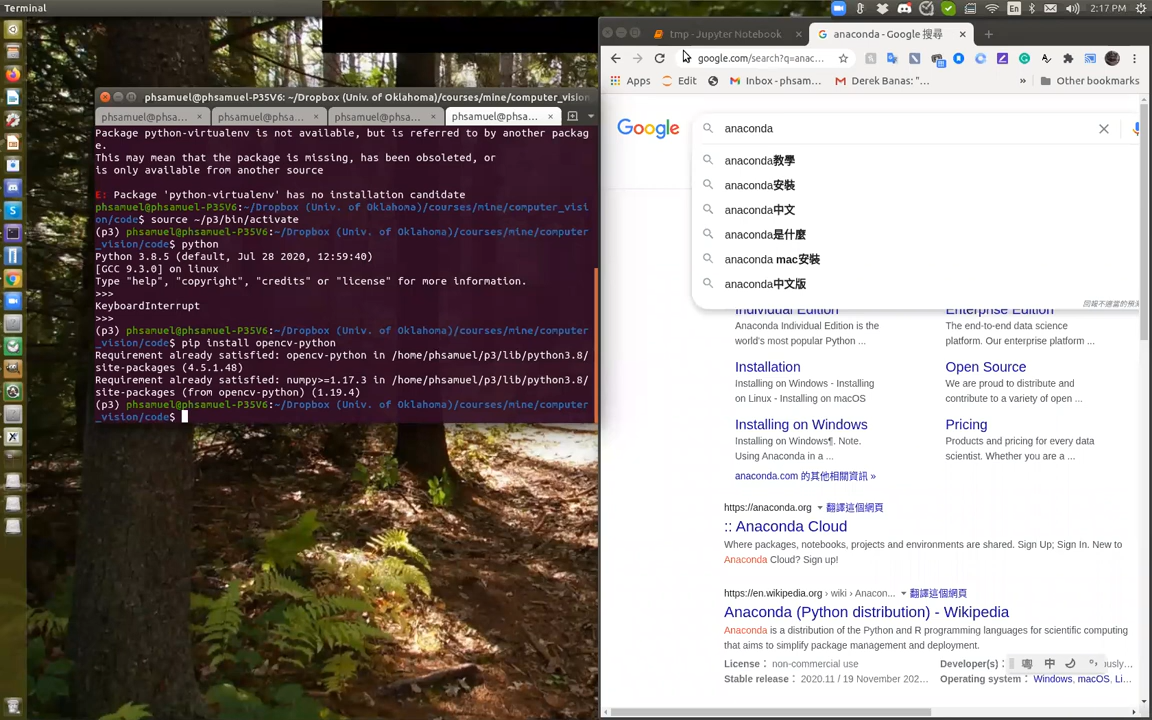 Terminal
En
2:17 PM
phsamuel@phsamuel-P35V6: ~/Dropbox (Univ. of Oklahoma)/courses/mine/computer_vision
phsamuel@phsa...
phsamuel@phsa...
phsamuel@phsa...
phsamuel@phsa...
Package python-virtualenv is not available, but is referred to by another packag
e.
This may mean that the package is missing, has been obsoleted, or
is only available from another source
E: Package 'python-virtualenv' has no installation candidate
phsamuel@phsamuel-P35V6:~/Dropbox (Univ. of Oklahoma)/courses/mine/computer_visi
on/code$ source ~/p3/bin/activate
(p3) phsamuel@phsamuel-P35V6:~/Dropbox (Univ. of Oklahoma)/courses/mine/computer
_vision/code$ python
Python 3.8.5 (default, Jul 28 2020, 12:59:40)
[GCC 9.3.0] on linux
Type "help", "copyright", "credits" or "license" for more information.
>>>
KeyboardInterrupt
>>>
(p3) phsamuel@phsamuel-P35V6:~/Dropbox (Univ. of Oklahoma)/courses/mine/computer
_vision/code$ pip install opencv-python
Requirement already satisfied: opencv-python in /home/phsamuel/p3/lib/python3.8/
site-packages (4.5.1.48)
Requirement already satisfied: numpy>=1.17.3 in /home/phsamuel/p3/lib/python3.8/
site-packages (from opencv-python) (1.19.4)
(p3) phsamuel@phsamuel-P35V6:~/Dropbox (Univ. of Oklahoma)/courses/mine/computer
_vision/code$
tmp - Jupyter Notebook
anaconda - Google 搜尋
google.com/search?q=anac...
Apps
Edit
Inbox - phsam...
Derek Banas: "...
»
Other bookmarks
Google
anaconda
anaconda教學
anaconda安裝
anaconda中文
anaconda是什麼
anaconda mac安裝
anaconda中文版
Individual Edition
Anaconda Individual Edition is the
world's most popular Python ...
Enterprise Edition
The end-to-end data science
platform. Our enterprise platform ...
Installation
Installing on Windows - Installing
on Linux - Installing on macOS
Open Source
We are proud to distribute and
contribute to a variety of open ...
Installing on Windows
Installing on Windows¶. Note.
Using Anaconda in a ...
Pricing
Products and pricing for every data
scientist. Whether you are a ...
anaconda.com 的其他相關資訊 »
https://anaconda.org 翻譯這個網頁
:: Anaconda Cloud
Where packages, notebooks, projects and environments are shared. Sign Up; Sign In. New to
Anaconda Cloud? Sign up!
https://en.wikipedia.org › wiki › Anacon... 翻譯這個網頁
Anaconda (Python distribution) - Wikipedia
Anaconda is a distribution of the Python and R programming languages for scientific computing
that aims to simplify package management and deployment.
License： non-commercial use
Developer(s)：
Stable release： 2020.11 / 19 November 202...
Operating system： Windows, macOS, Li...
中